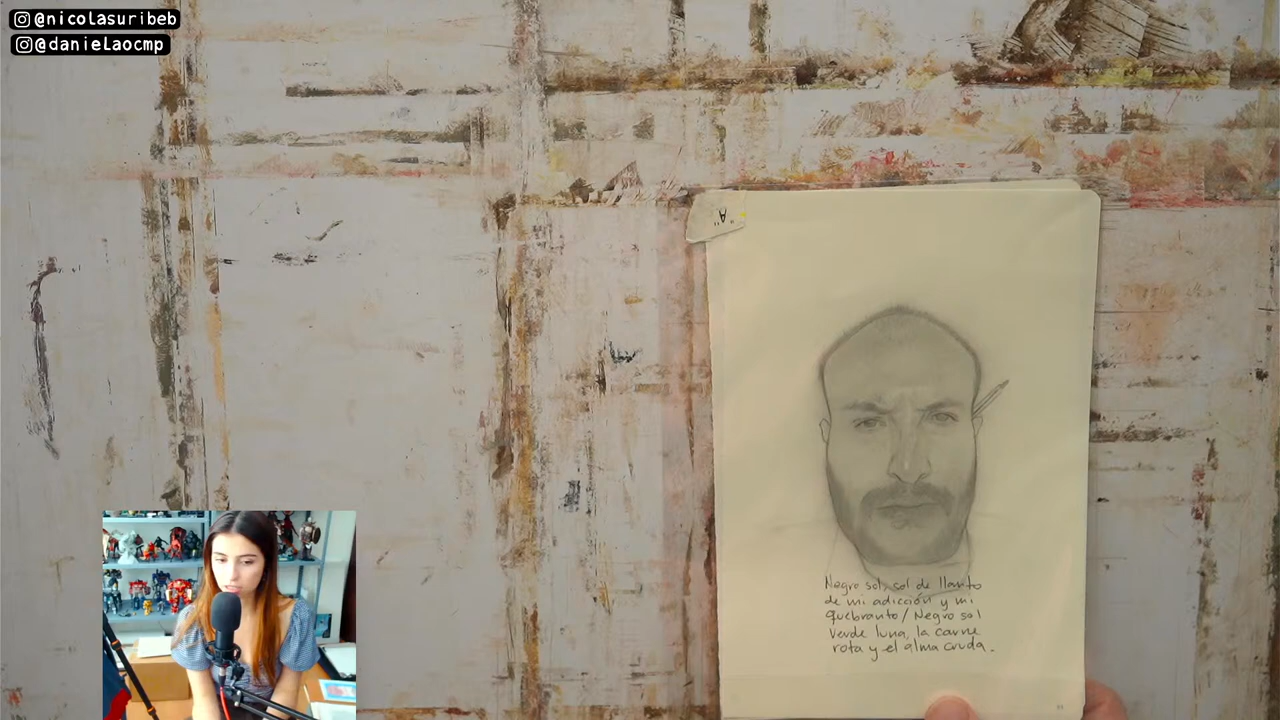 @nicolasuribeb
@danielaocmp
"A"
Negro sol, sol de llanto
de mi adicción y mi
quebranto / Negro sol
verde luna, la carne
rota y el alma cruda.